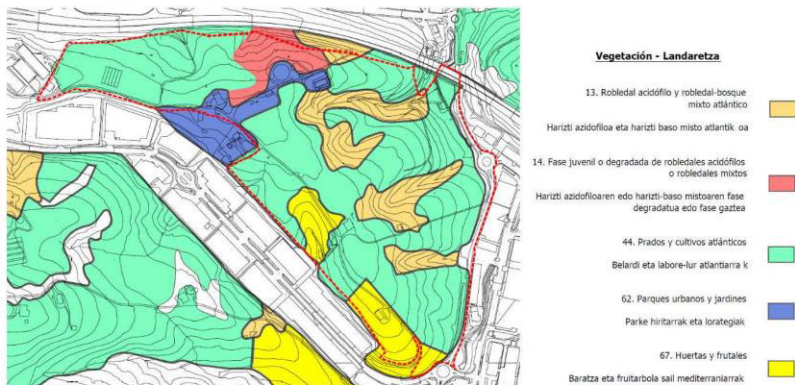 Vegetación - Landaretza
13. Robledal acidófilo y robledal-bosque
mixto atlántico
Harizti azidofiloa eta harizti baso misto atlantik oa
14. Fase juvenil o degradada de robledales acidófilos
o robledales mixtos
Harizti azidofiloaren edo harizti-baso mistoaren fase
degradatua edo fase gaztea
44. Prados y cultivos atlánticos
Belardi eta labore-lur atlantiarra k
62. Parques urbanos y jardines
Parke hiritarrak eta lorategiak
67. Huertas y frutales
Baratza eta fruitarbola sail mediterraniarrak